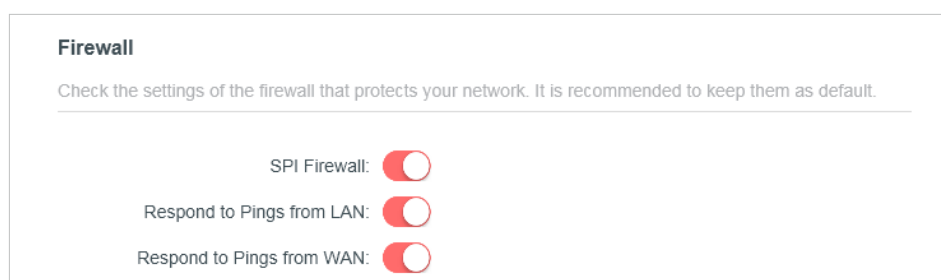 Firewall
Check the settings of the firewall that protects your network. It is recommended to keep them as default.
SPI Firewall:
Respond to Pings from LAN:
Respond to Pings from WAN: